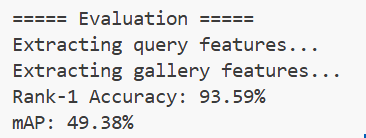 ===== Evaluation =====
Extracting query features...
Extracting gallery features...
Rank-1 Accuracy: 93.59%
mAP: 49.38%